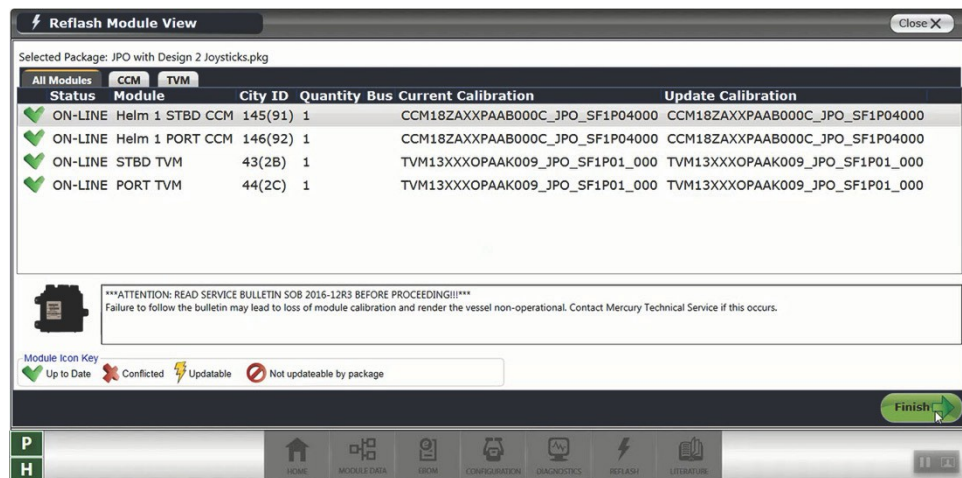 Reflash Module View
Close X
Selected Package: JPO with Design 2 Joysticks.pkg
All Modules CCM TVM
Status Module City ID Quantity Bus Current Calibration Update Calibration
ON-LINE Helm 1 STBD CCM 145(91) 1 CCM18ZAXXPAAB000C_JPO_SF1P04000 CCM18ZAXXPAAB000C_JPO_SF1P04000
ON-LINE Helm 1 PORT CCM 146(92) 1 CCM18ZAXXPAAB000C_JPO_SF1P04000 CCM18ZAXXPAAB000C_JPO_SF1P04000
ON-LINE STBD TVM 43(2B) 1 TVM13XXXOPAAK009_JPO_SF1P01_000 TVM13XXXOPAAK009_JPO_SF1P01_000
ON-LINE PORT TVM 44(2C) 1 TVM13XXXOPAAK009_JPO_SF1P01_000 TVM13XXXOPAAK009_JPO_SF1P01_000
***ATTENTION: READ SERVICE BULLETIN SOB 2016-12R3 BEFORE PROCEEDING!!!***
Failure to follow the bulletin may lead to loss of module calibration and render the vessel non-operational. Contact Mercury Technical Service if this occurs.
Module Icon Key
Up to Date Conflicted Updatable Not updateable by package
Finish
P
H
HOME MODULE DATA FROM CONFIGURATION DIAGNOSTICS REFLASH LITERATURE